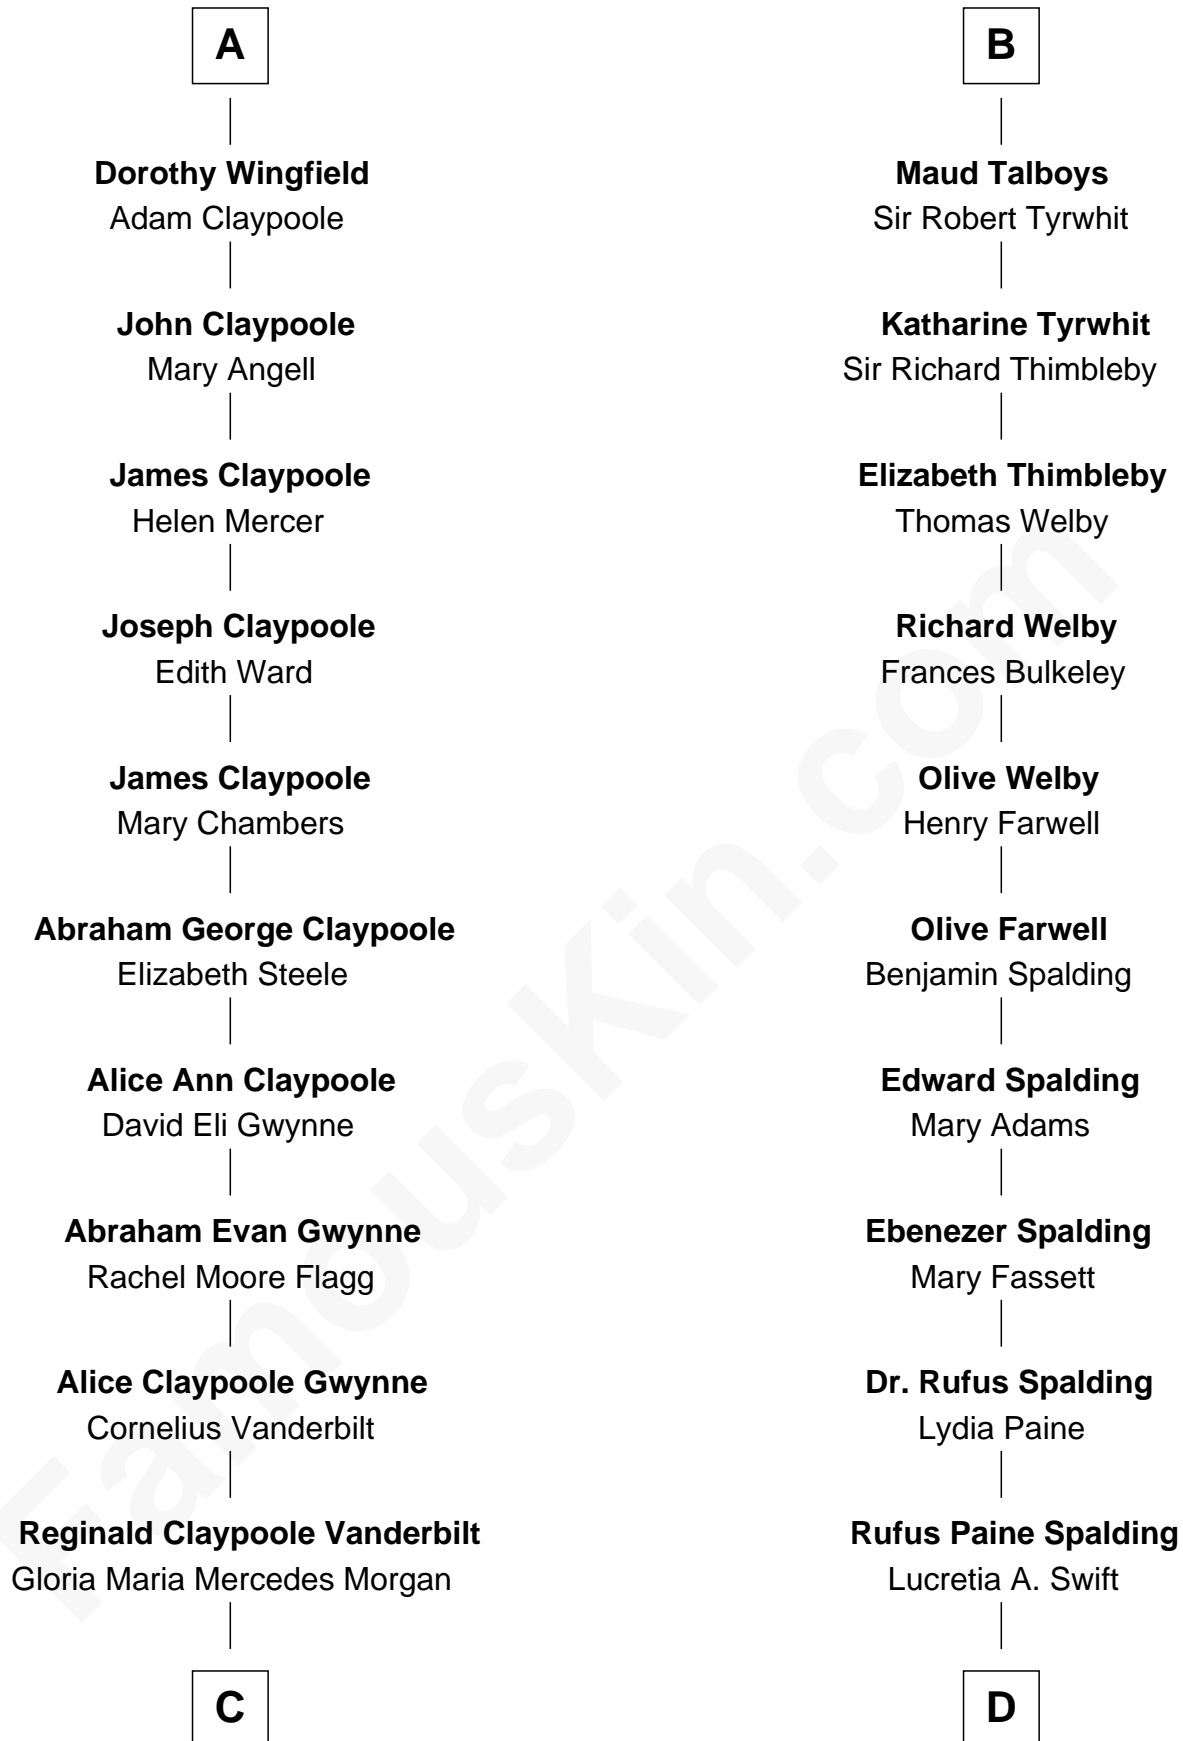 A
Dorothy Wingfield
Adam Claypoole
John Claypoole
Mary Angell
James Claypoole
Helen Mercer
Joseph Claypoole
Edith Ward
James Claypoole
Mary Chambers
Abraham George Claypoole
Elizabeth Steele
Alice Ann Claypoole
David Eli Gwynne
Abraham Evan Gwynne
Rachel Moore Flagg
Alice Claypoole Gwynne
Cornelius Vanderbilt
Reginald Claypoole Vanderbilt
Gloria Maria Mercedes Morgan
C
B
Maud Talboys
Sir Robert Tyrwhit
Katharine Tyrwhit
Sir Richard Thimbleby
Elizabeth Thimbleby
Thomas Welby
Richard Welby
Frances Bulkeley
Olive Welby
Henry Farwell
Olive Farwell
Benjamin Spalding
Edward Spalding
Mary Adams
Ebenezer Spalding
Mary Fassett
Dr. Rufus Spalding
Lydia Paine
Rufus Paine Spalding
Lucretia A. Swift
D
FamousKin.com